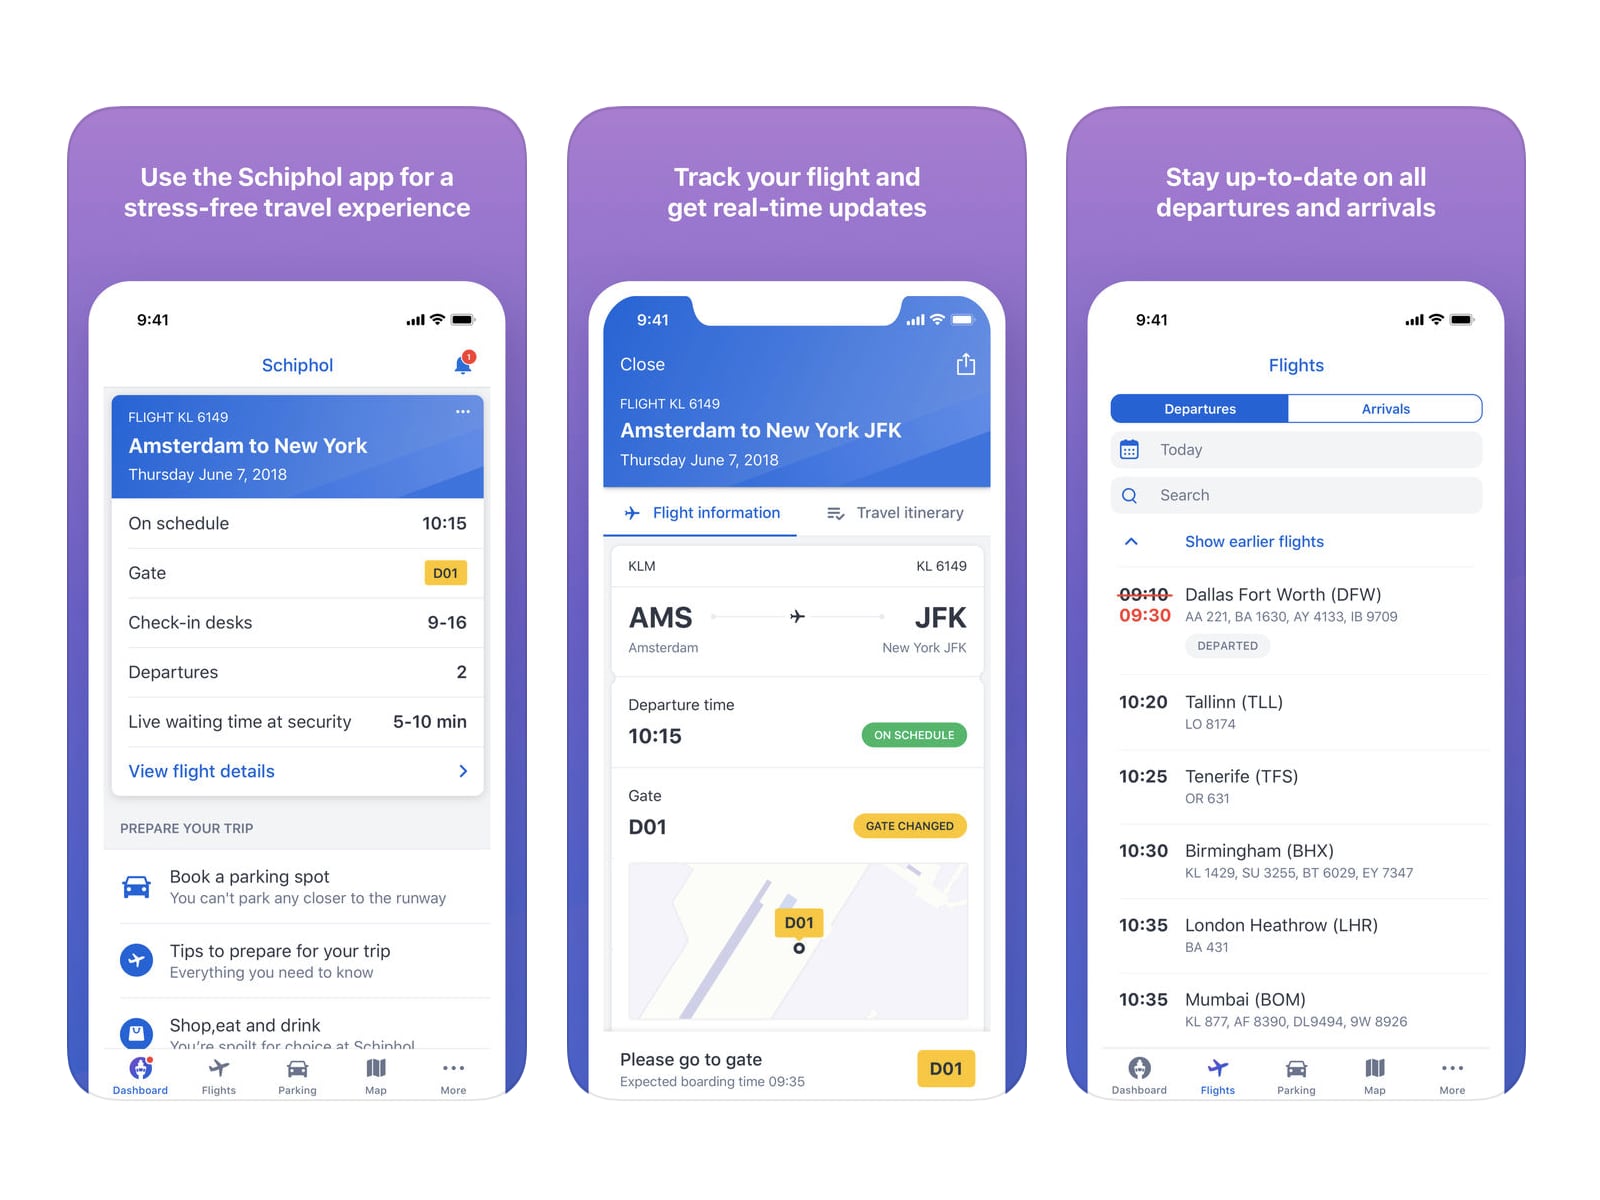 Use the Schiphol app for a
stress-free travel experience
9:41
Schiphol
1
FLIGHT KL 6149
Amsterdam to New York
Thursday June 7, 2018
On schedule 10:15
Gate D01
Check-in desks 9-16
Departures 2
Live waiting time at security 5-10 min
View flight details
PREPARE YOUR TRIP
Book a parking spot
You can't park any closer to the runway
Tips to prepare for your trip
Everything you need to know
Shop,eat and drink
You're spoilt for choice at Schiphol
Dashboard Flights Parking Map More
Track your flight and
get real-time updates
9:41
Close
FLIGHT KL 6149
Amsterdam to New York JFK
Thursday June 7, 2018
Flight information Travel itinerary
KLM KL 6149
AMS JFK
Amsterdam New York JFK
Departure time
10:15 ON SCHEDULE
Gate
D01 GATE CHANGED
D01
Please go to gate
Expected boarding time 09:35
D01
Stay up-to-date on all
departures and arrivals
9:41
Flights
Departures Arrivals
Today
Search
Show earlier flights
09:10 Dallas Fort Worth (DFW)
09:30 AA 221, BA 1630, AY 4133, IB 9709
DEPARTED
10:20 Tallinn (TLL)
LO 8174
10:25 Tenerife (TFS)
OR 631
10:30 Birmingham (BHX)
KL 1429, SU 3255, BT 6029, EY 7347
10:35 London Heathrow (LHR)
BA 431
10:35 Mumbai (BOM)
KL 877, AF 8390, DL9494, 9W 8926
Dashboard Flights Parking Map More